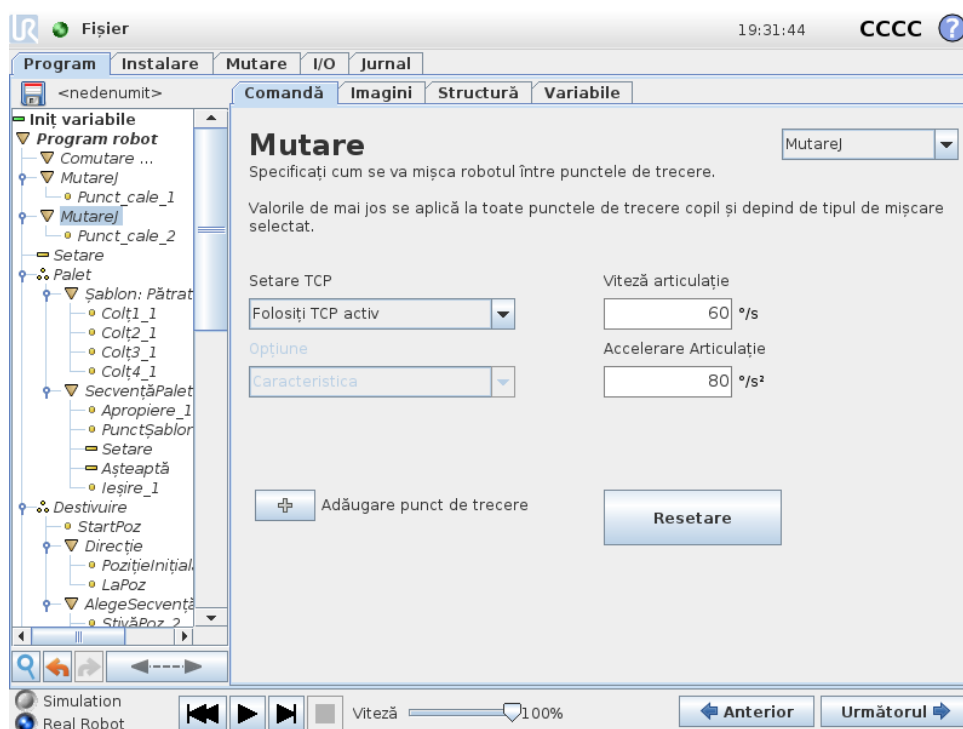 UR Fișier 19:31:44 CCCC ?
Program Instalare Mutare I/O Jurnal
<nedenumit>
Comandă Imagini Structură Variabile
Iniț variabile
Program robot
Comutare ...
MutareJ
Punct_cale_1
MutareJ
Punct_cale_2
Setare
Palet
Șablon: Pătrat
Colț1_1
Colț2_1
Colț3_1
Colț4_1
SecvențăPalet
Apropiere_1
PunctȘablon
Setare
Așteaptă
Ieșire_1
Destivuire
StartPoz
Direcție
PozițieInițial
LaPoz
AlegeSecvență
StivăPoz_2
Mutare
MutareJ
Specificați cum se va mișca robotul între punctele de trecere.
Valorile de mai jos se aplică la toate punctele de trecere copil și depind de tipul de mișcare
selectat.
Setare TCP
Folosiți TCP activ
Opțiune
Caracteristica
Viteză articulație
60 °/s
Accelerare Articulație
80 °/s²
Adăugare punct de trecere
Resetare
Simulation
Real Robot
Viteză 100%
Anterior
Următorul